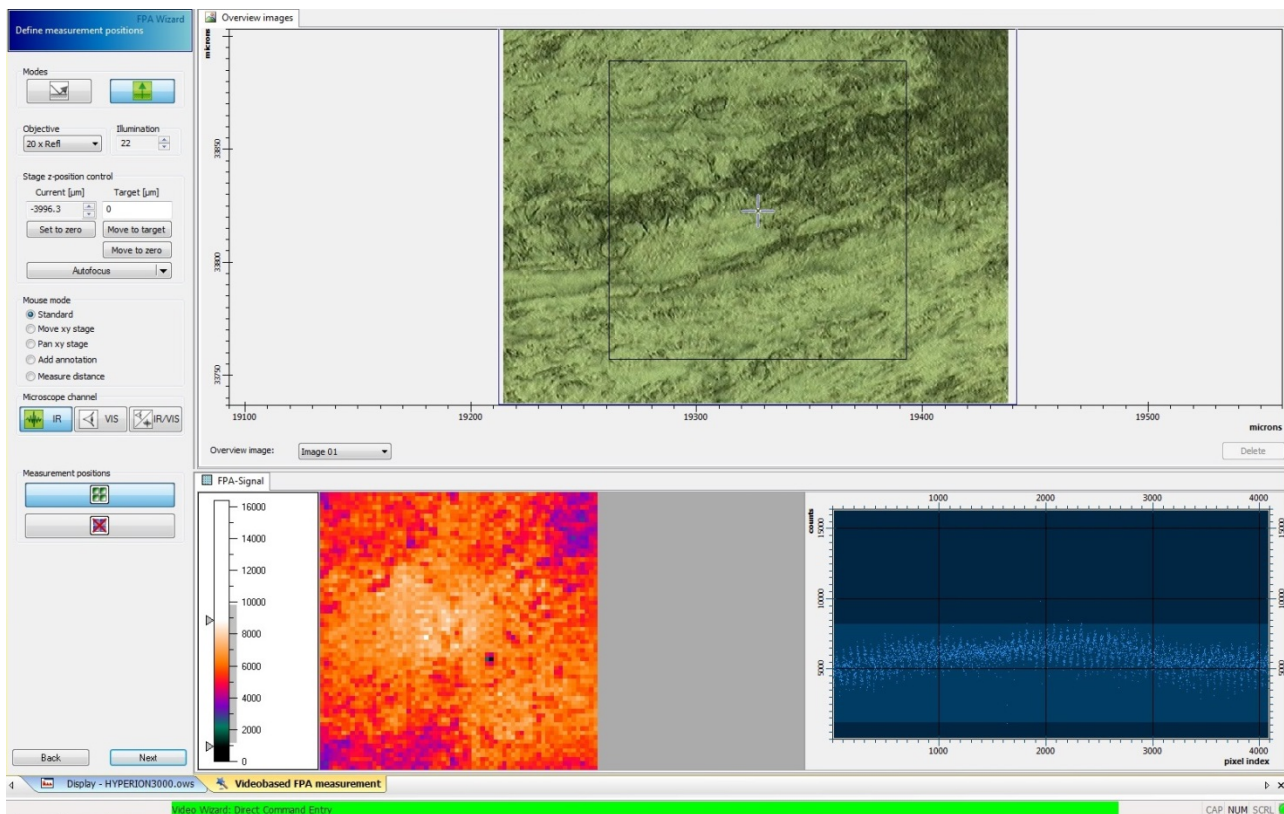 FPA Wizard
Define measurement positions
Modes
Objective
Illumination
20 x Refl
22
Stage z-position control
Current [µm]
Target [µm]
-3996.3
0
Set to zero
Move to target
Move to zero
Autofocus
Mouse mode
Standard
Move xy stage
Pan xy stage
Add annotation
Measure distance
Microscope channel
IR
VIS
IR/VIS
Measurement positions
Back
Next
Overview images
microns
33850
33800
33750
19100 19200 19300 19400 19500
microns
Overview image:
Image 01
Delete
FPA-Signal
16000
14000
12000
10000
8000
6000
4000
2000
0
1000 2000 3000 4000
counts
15000
10000
5000
15000
10000
5000
1000 2000 3000 4000
pixel index
Display - HYPERION3000.ows
Videobased FPA measurement
Video Wizard: Direct Command Entry
CAP NUM SCRL